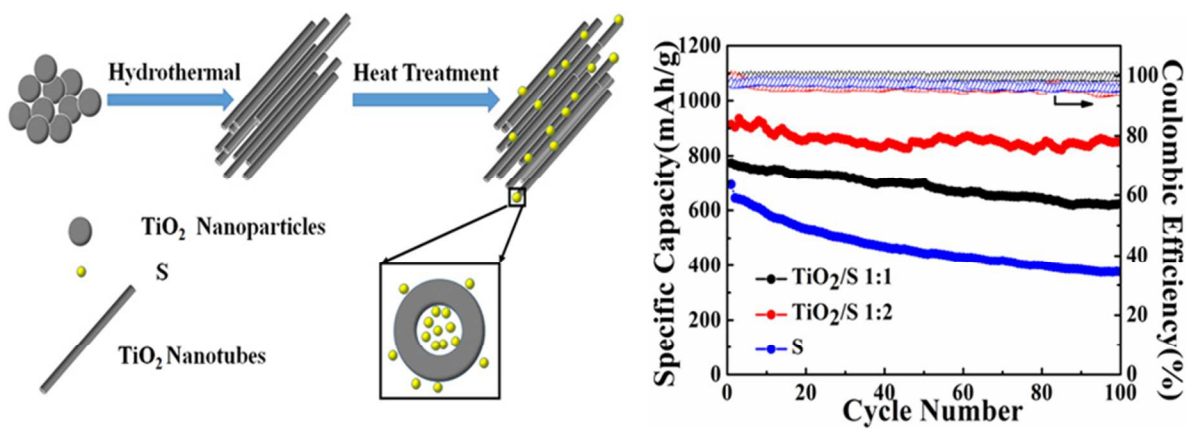 Hydrothermal
Heat Treatment
TiO2 Nanoparticles
S
TiO2 Nanotubes
1200
1000
800
600
400
200
0
Specific Capacity(mAh/g)
100
80
60
40
20
0
Coulombic Efficiency(%)
TiO2/S 1:1
TiO2/S 1:2
S
0 20 40 60 80 100
Cycle Number